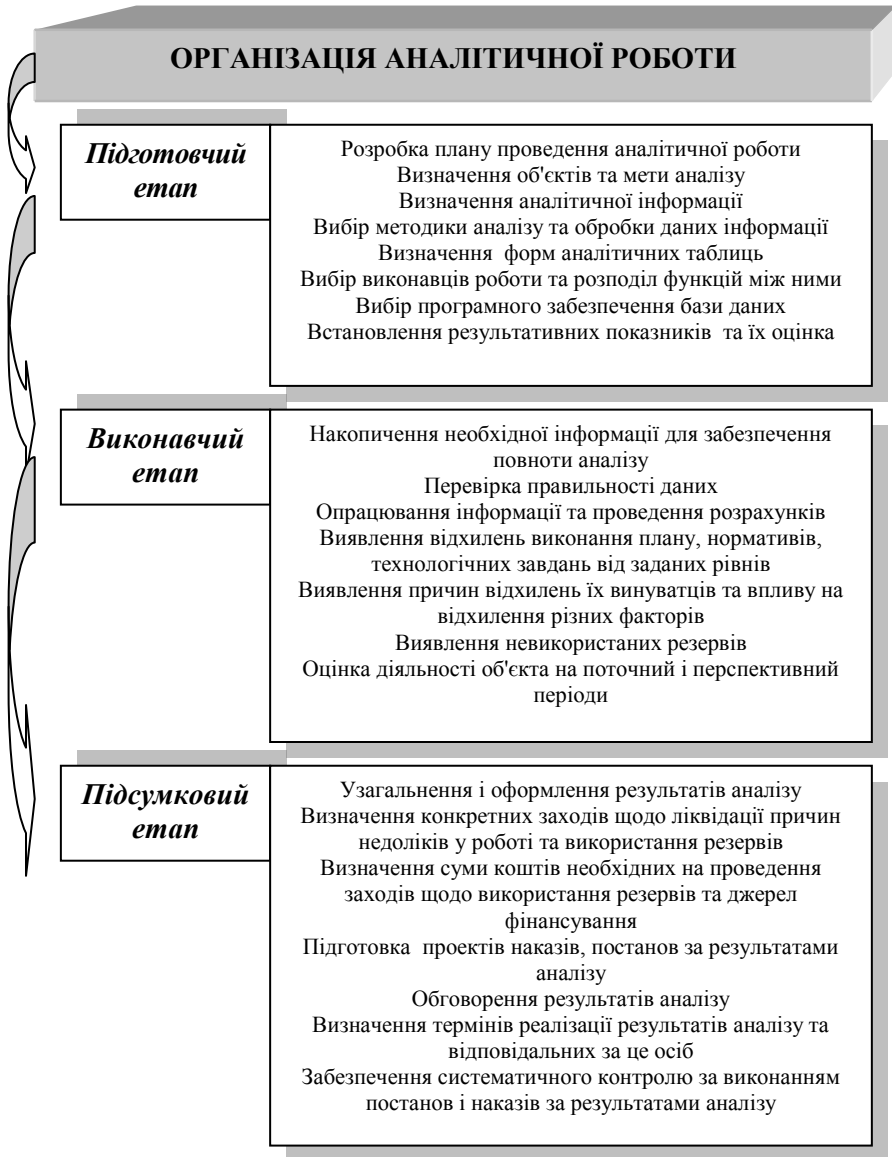 ОРГАНІЗАЦІЯ АНАЛІТИЧНОЇ РОБОТИ
Підготовчий
етап
Розробка плану проведення аналітичної роботи
Визначення об'єктів та мети аналізу
Визначення аналітичної інформації
Вибір методики аналізу та обробки даних інформації
Визначення форм аналітичних таблиць
Вибір виконавців роботи та розподіл функцій між ними
Вибір програмного забезпечення бази даних
Встановлення результативних показників та їх оцінка
Виконавчий
етап
Накопичення необхідної інформації для забезпечення
повноти аналізу
Перевірка правильності даних
Опрацювання інформації та проведення розрахунків
Виявлення відхилень виконання плану, нормативів,
технологічних завдань від заданих рівнів
Виявлення причин відхилень їх винуватців та впливу на
відхилення різних факторів
Виявлення невикористаних резервів
Оцінка діяльності об'єкта на поточний і перспективний
періоди
Підсумковий
етап
Узагальнення і оформлення результатів аналізу
Визначення конкретних заходів щодо ліквідації причин
недоліків у роботі та використання резервів
Визначення суми коштів необхідних на проведення
заходів щодо використання резервів та джерел
фінансування
Підготовка проектів наказів, постанов за результатами
аналізу
Обговорення результатів аналізу
Визначення термінів реалізації результатів аналізу та
відповідальних за це осіб
Забезпечення систематичного контролю за виконанням
постанов і наказів за результатами аналізу